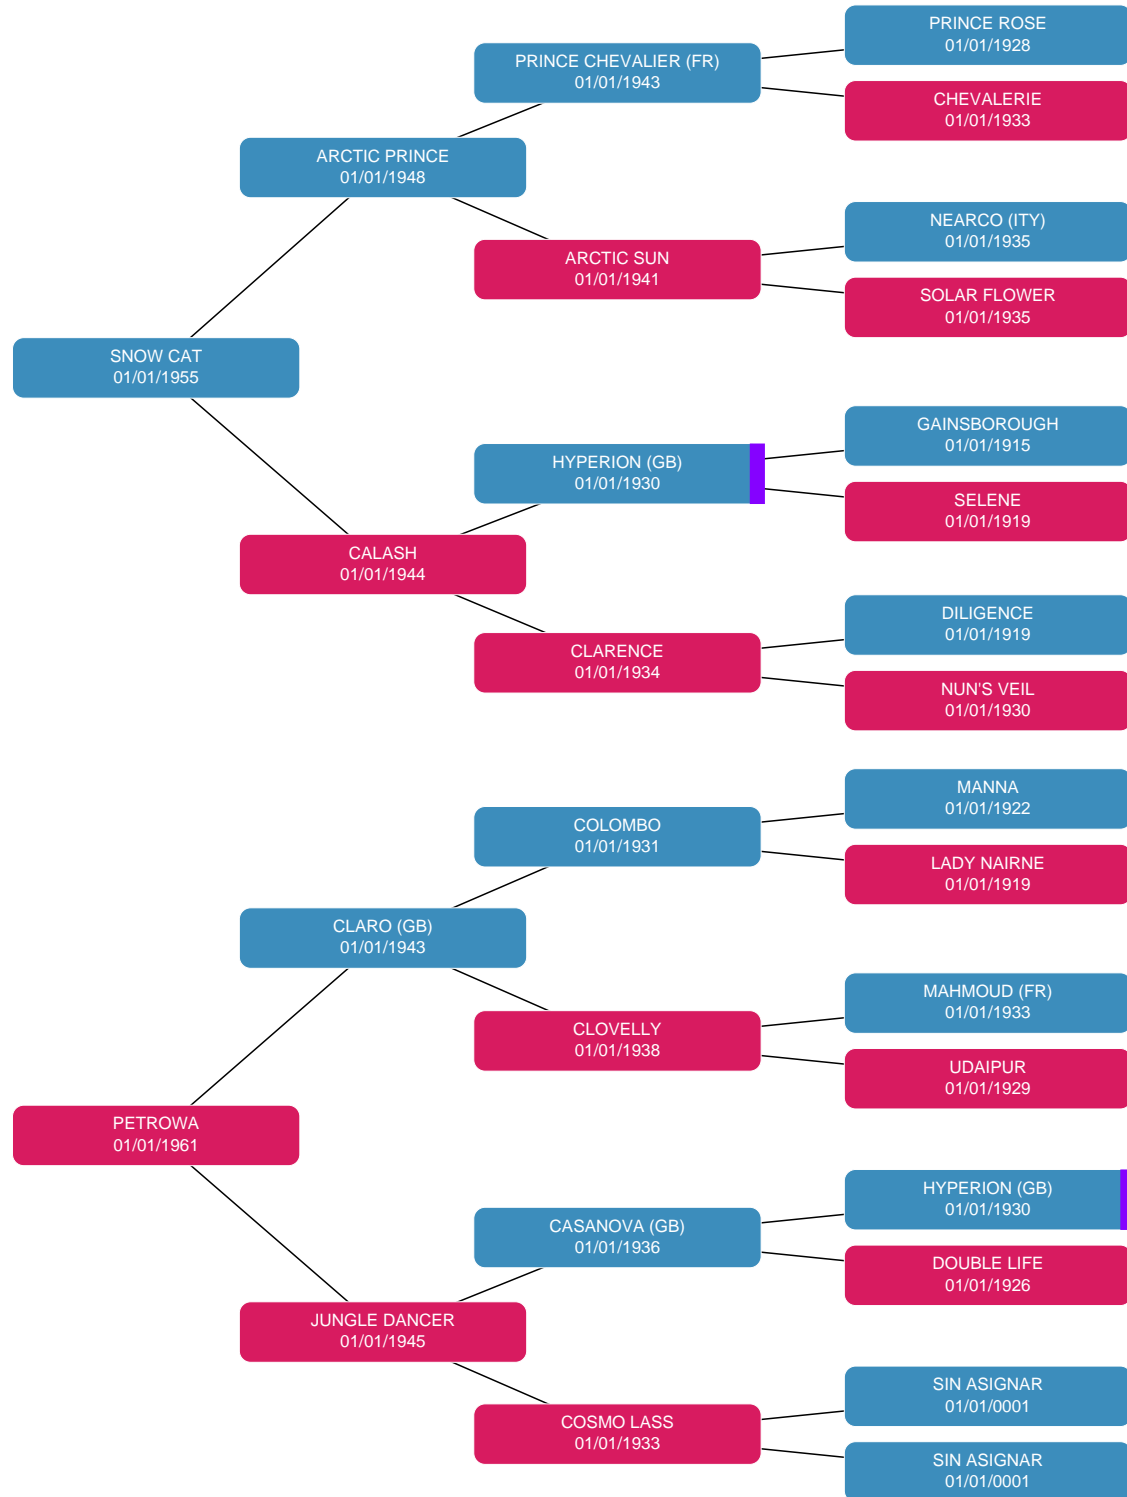 PRINCE ROSE
01/01/1928
PRINCE CHEVALIER (FR)
01/01/1943
CHEVALERIE
01/01/1933
ARCTIC PRINCE
01/01/1948
NEARCO (ITY)
01/01/1935
ARCTIC SUN
01/01/1941
SOLAR FLOWER
01/01/1935
SNOW CAT
01/01/1955
GAINSBOROUGH
01/01/1915
HYPERION (GB)
01/01/1930
SELENE
01/01/1919
CALASH
01/01/1944
DILIGENCE
01/01/1919
CLARENCE
01/01/1934
NUN'S VEIL
01/01/1930
MANNA
01/01/1922
COLOMBO
01/01/1931
LADY NAIRNE
01/01/1919
CLARO (GB)
01/01/1943
MAHMOUD (FR)
01/01/1933
CLOVELLY
01/01/1938
UDAIPUR
01/01/1929
PETROWA
01/01/1961
HYPERION (GB)
01/01/1930
CASANOVA (GB)
01/01/1936
DOUBLE LIFE
01/01/1926
JUNGLE DANCER
01/01/1945
SIN ASIGNAR
01/01/0001
COSMO LASS
01/01/1933
SIN ASIGNAR
01/01/0001